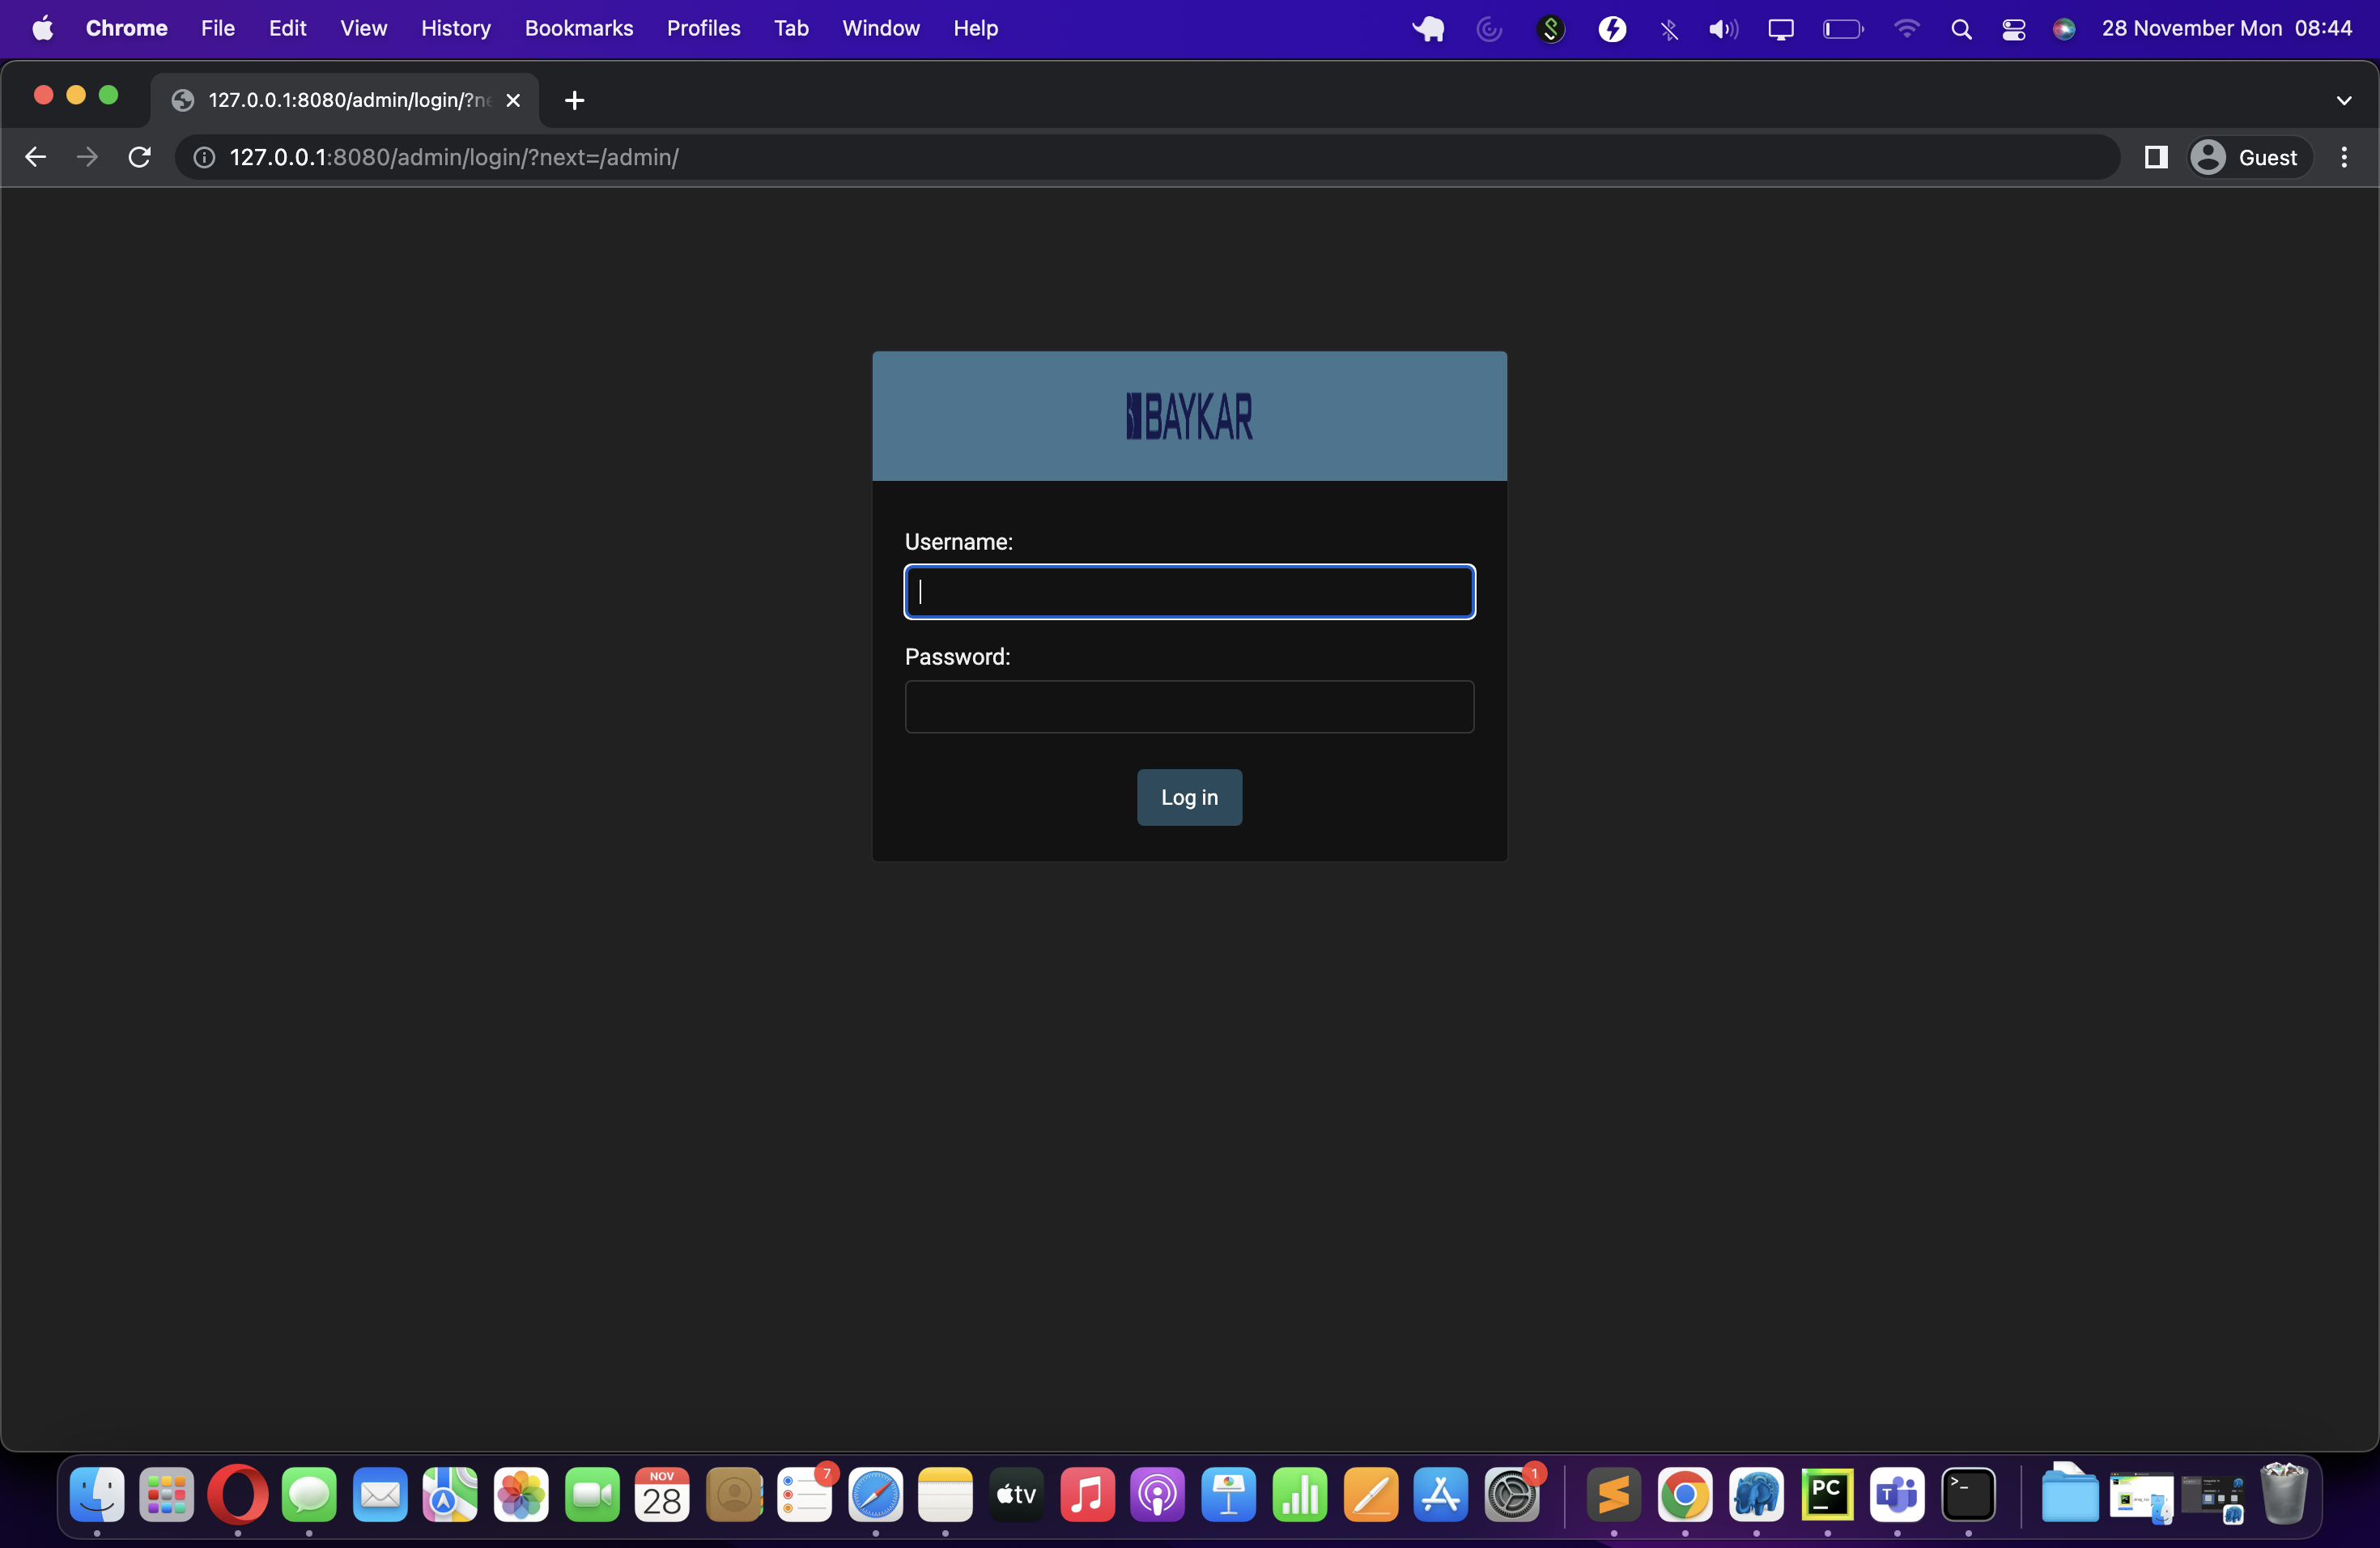 Chrome File Edit View History Bookmarks Profiles Tab Window Help 28 November Mon 08:44
127.0.0.1:8080/admin/login/?ne
127.0.0.1:8080/admin/login/?next=/admin/ Guest
BAYKAR
Username:
Password:
Log in
NOV
28
7
tv
1
PC
T
>_